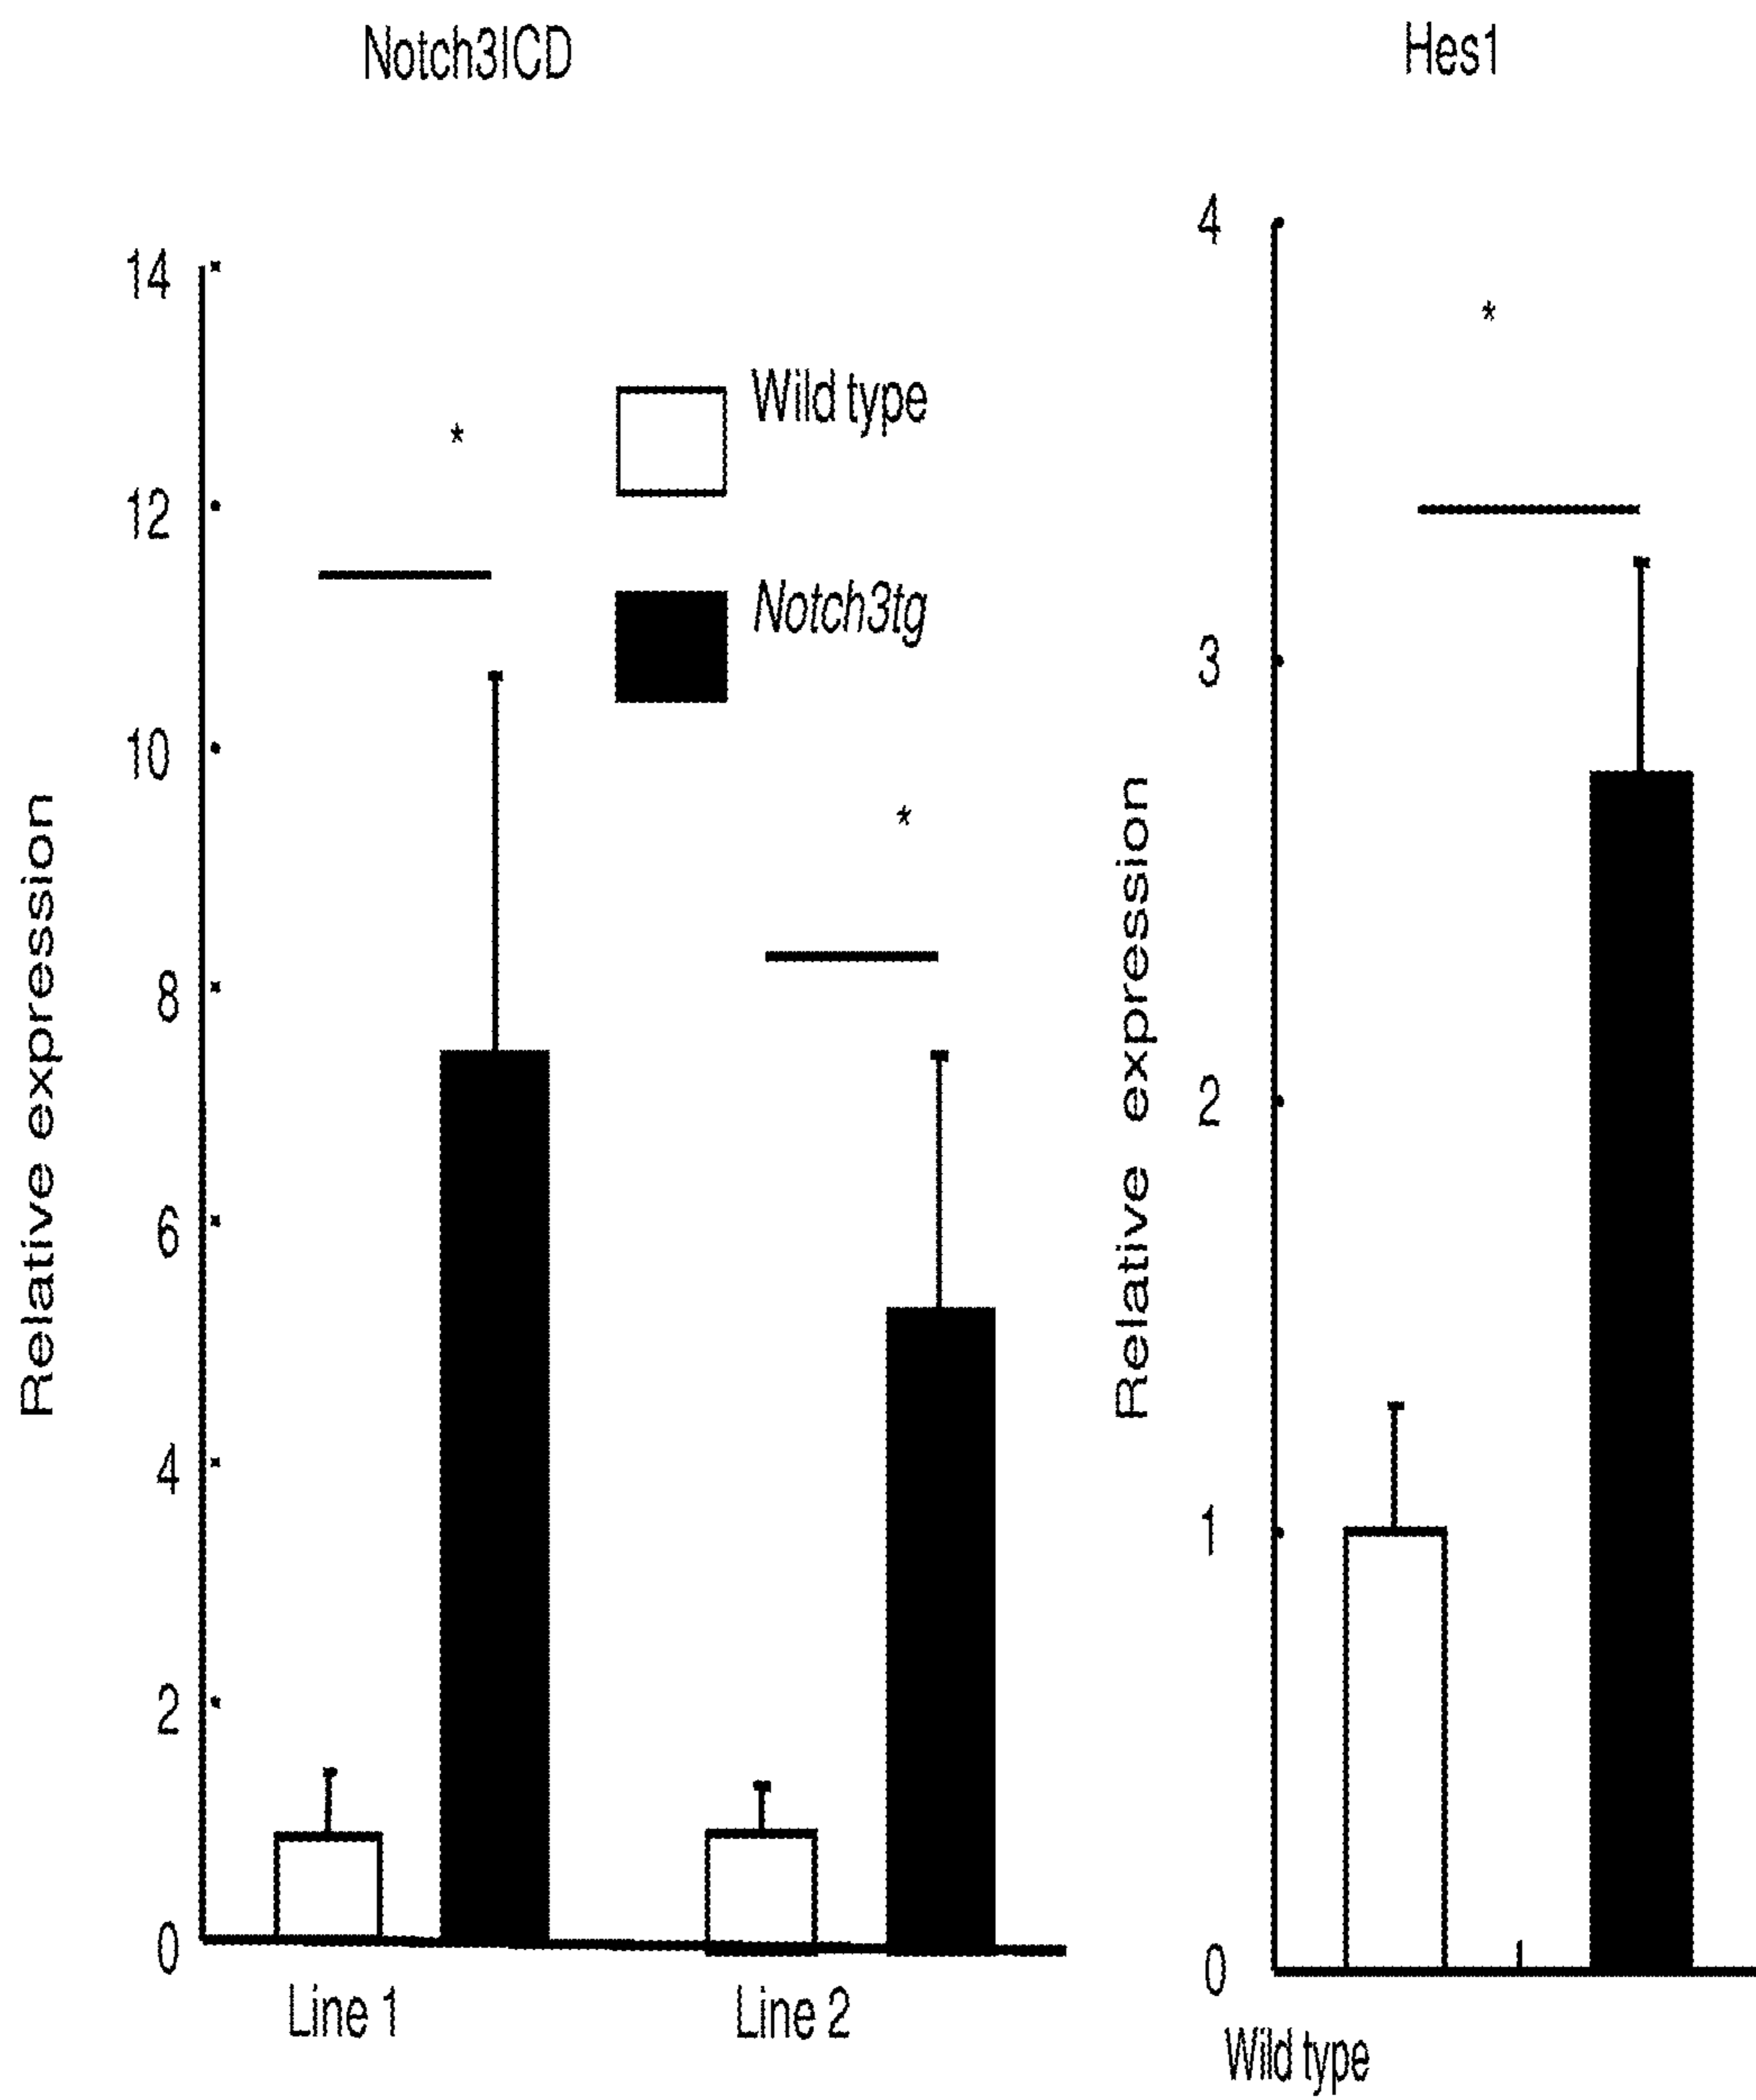 Notch3ICD
Relative expression
14
12
10
8
6
4
2
0
*
*
Wild type
Notch3tg
Line 1
Line 2
Hes1
Relative expression
4
3
2
1
0
*
Wild type